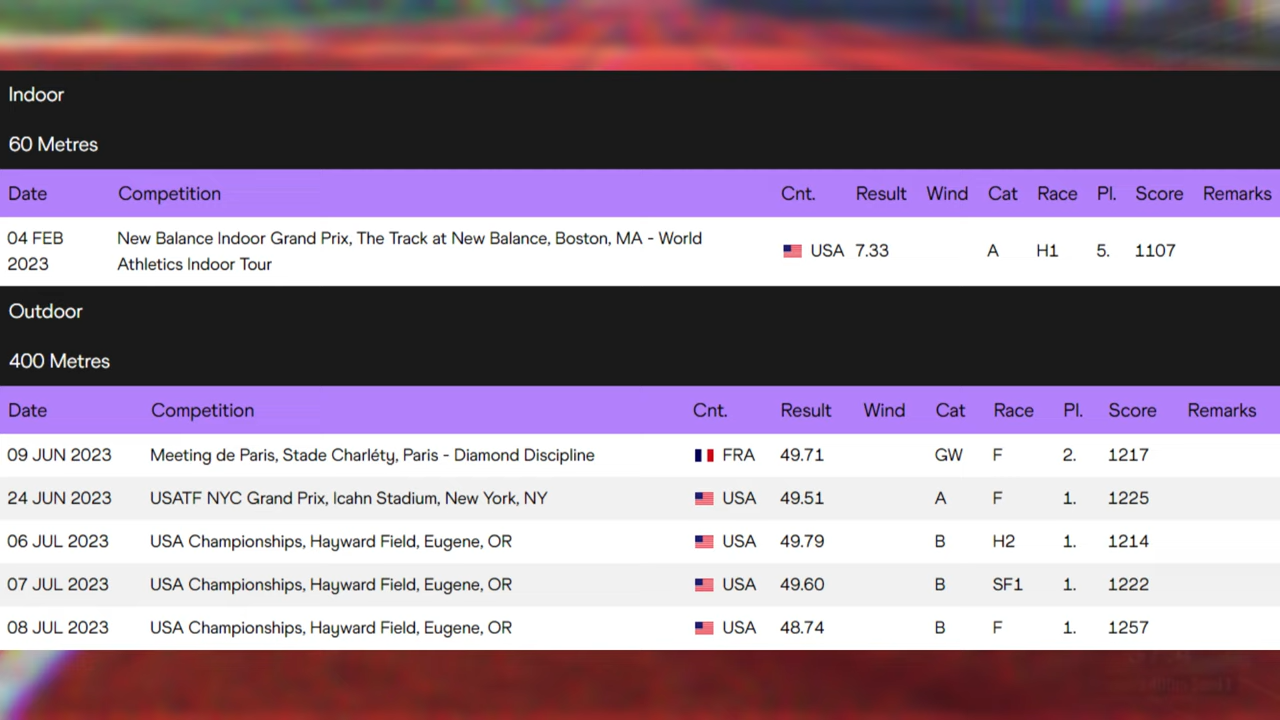 Indoor
60 Metres
Date Competition Cnt. Result Wind Cat Race Pl. Score Remarks
04 FEB 2023 New Balance Indoor Grand Prix, The Track at New Balance, Boston, MA - World Athletics Indoor Tour USA 7.33 A H1 5. 1107
Outdoor
400 Metres
Date Competition Cnt. Result Wind Cat Race Pl. Score Remarks
09 JUN 2023 Meeting de Paris, Stade Charléty, Paris - Diamond Discipline FRA 49.71 GW F 2. 1217
24 JUN 2023 USATF NYC Grand Prix, Icahn Stadium, New York, NY USA 49.51 A F 1. 1225
06 JUL 2023 USA Championships, Hayward Field, Eugene, OR USA 49.79 B H2 1. 1214
07 JUL 2023 USA Championships, Hayward Field, Eugene, OR USA 49.60 B SF1 1. 1222
08 JUL 2023 USA Championships, Hayward Field, Eugene, OR USA 48.74 B F 1. 1257